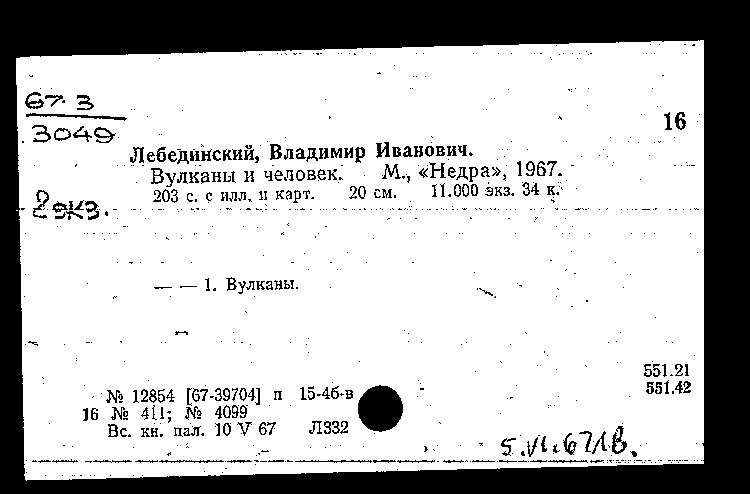 67-3
3049
16
Лебединский, Владимир Иванович.
Вулканы и человек. М., «Недра», 1967.
203 с. с илл. и карт. 20 см. 11.000 экз. 34 к.
2 экз.
— — 1. Вулканы.
551.21
551.42
№ 12854 [67-39704] п 15-4б-в
16 № 411; № 4099
Вс. кн. пал. 10 V 67 Л332
5.VI.67